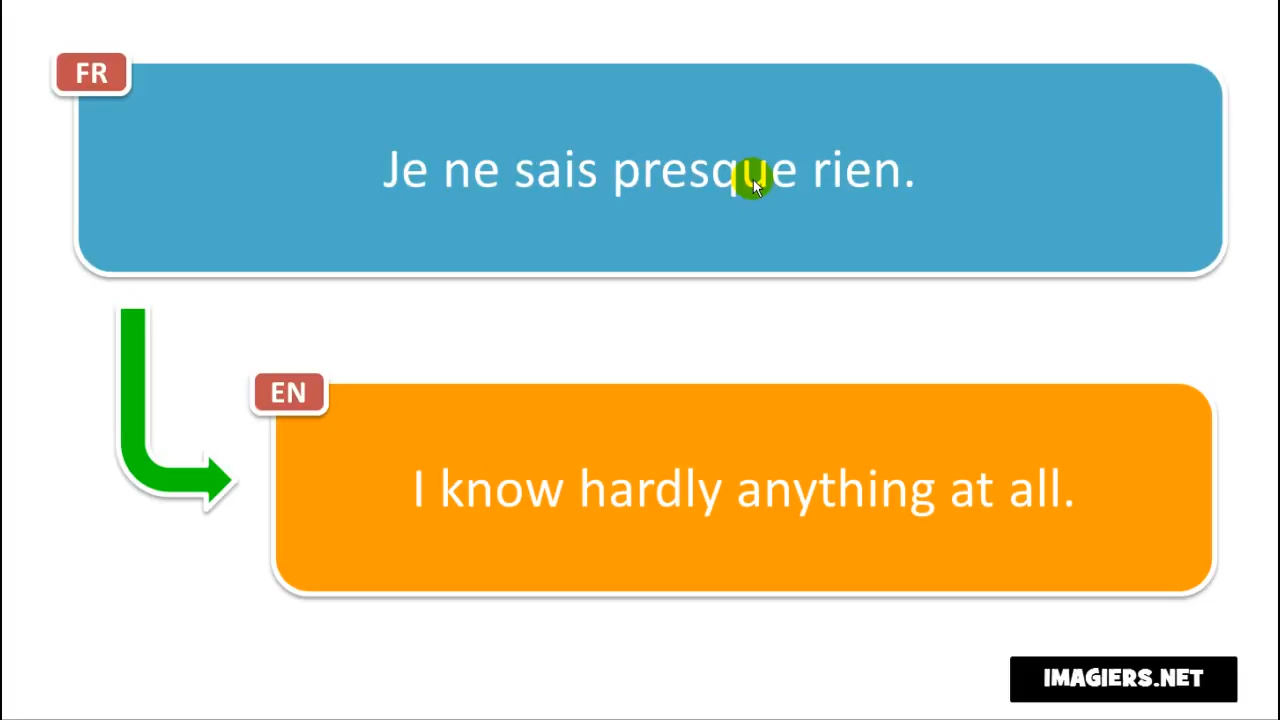 FR
Je ne sais presque rien.
EN
I know hardly anything at all.
IMAGIERS.NET